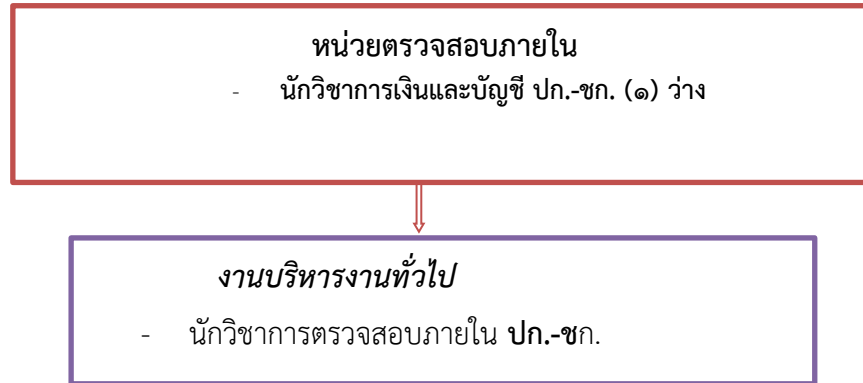 หน่วยตรวจสอบภายใน
- นักวิชาการเงินและบัญชี ปก.-ชก. (๑) ว่าง
งานบริหารงานทั่วไป
- นักวิชาการตรวจสอบภายใน ปก.-ชก.